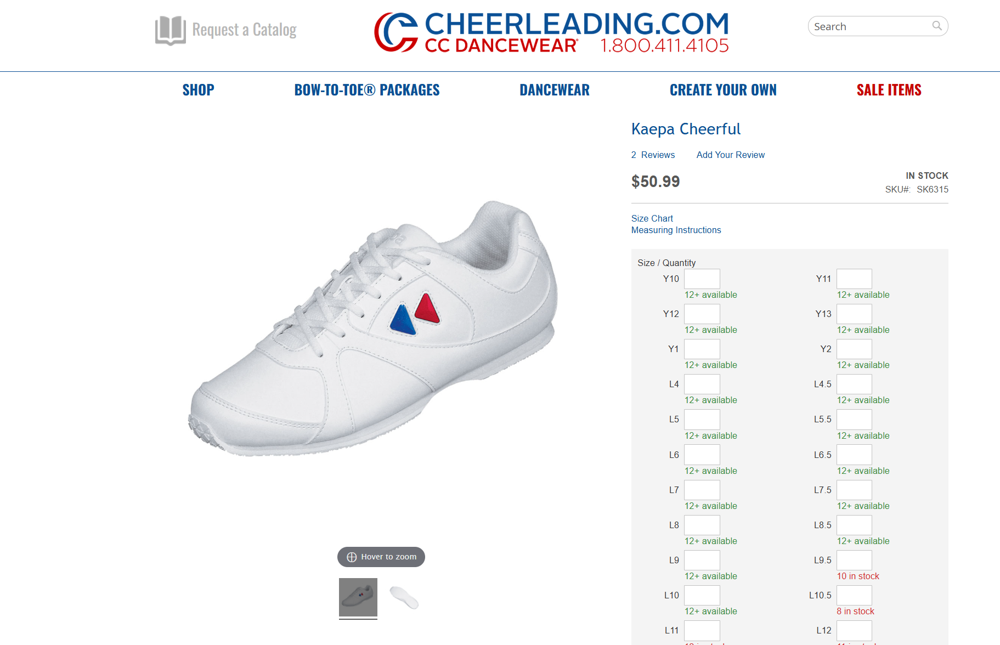 Request a Catalog
CHEERLEADING.COM
CC DANCEWEAR® 1.800.411.4105
Search
SHOP
BOW-TO-TOE® PACKAGES
DANCEWEAR
CREATE YOUR OWN
SALE ITEMS
Kaepa Cheerful
2 Reviews Add Your Review
$50.99
IN STOCK
SKU#: SK6315
Size Chart
Measuring Instructions
Size / Quantity
Y10 Y11
12+ available 12+ available
Y12 Y13
12+ available 12+ available
Y1 Y2
12+ available 12+ available
L4 L4.5
12+ available 12+ available
L5 L5.5
12+ available 12+ available
L6 L6.5
12+ available 12+ available
L7 L7.5
12+ available 12+ available
L8 L8.5
12+ available 12+ available
L9 L9.5
12+ available 10 in stock
L10 L10.5
12+ available 8 in stock
L11 L12
Hover to zoom